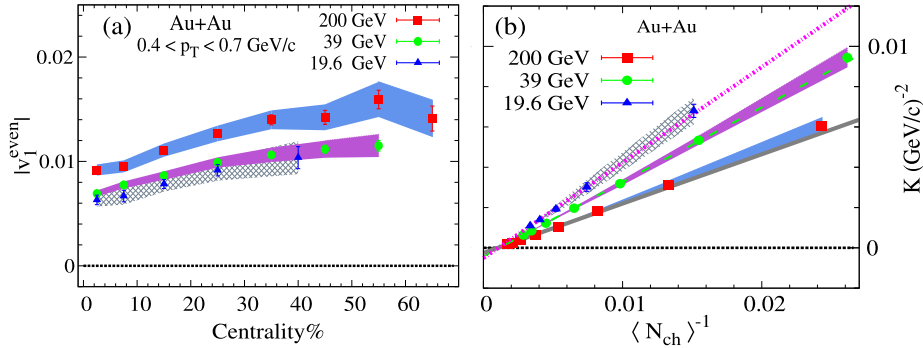 (a)
Au+Au
0.4 < p_T < 0.7 GeV/c
200 GeV
39 GeV
19.6 GeV
|v_1^even|
0.02
0.01
0
0 10 20 30 40 50 60
Centrality%
(b)
Au+Au
200 GeV
39 GeV
19.6 GeV
0.01
0
K (GeV/c)^-2
0 0.01 0.02
⟨ N_ch ⟩^-1